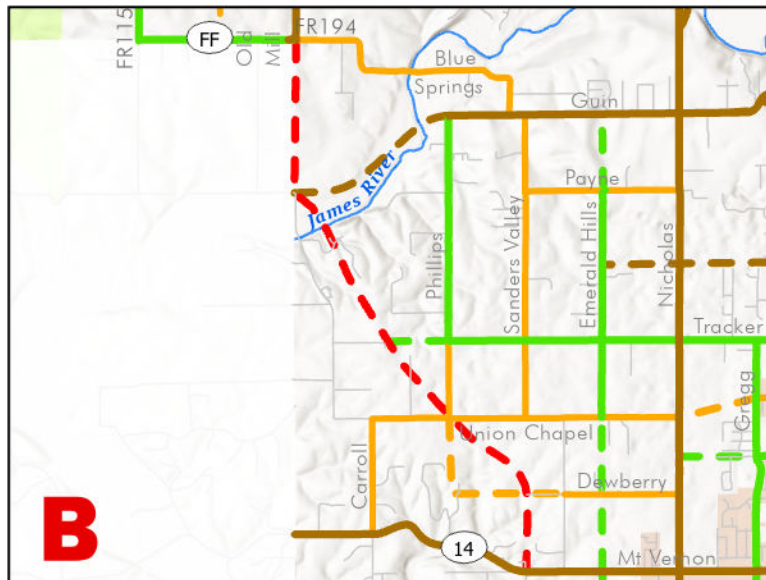 FR115
FF
Old
Mill
FR194
Blue
Springs
Guin
James River
Payne
Phillips
Sanders Valley
Emerald Hills
Nicholas
Tracker
Gregg
Union Chapel
Carroll
Dewberry
B
14
Mt Vernon